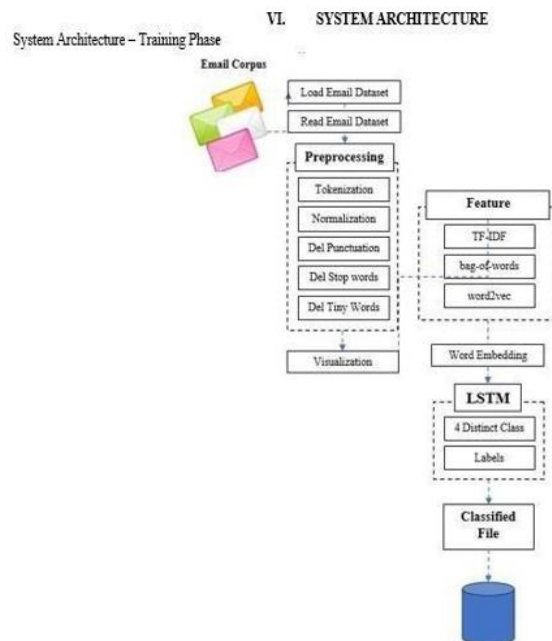 VI. SYSTEM ARCHITECTURE
System Architecture – Training Phase
Email Corpus
Load Email Dataset
Read Email Dataset
Preprocessing
Tokenization
Normalization
Del Punctuation
Del Stop words
Del Tiny Words
Visualization
Feature
TF-IDF
bag-of-words
word2vec
Word Embedding
LSTM
4 Distinct Class
Labels
Classified
File